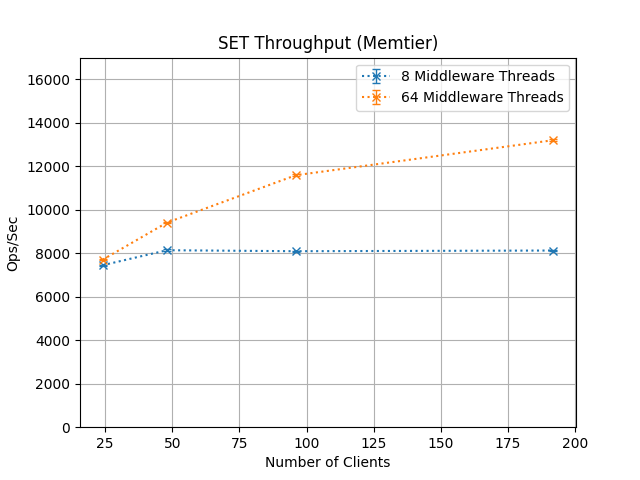 SET Throughput (Memtier)
8 Middleware Threads
64 Middleware Threads
Ops/Sec
16000
14000
12000
10000
8000
6000
4000
2000
0
25 50 75 100 125 150 175 200
Number of Clients